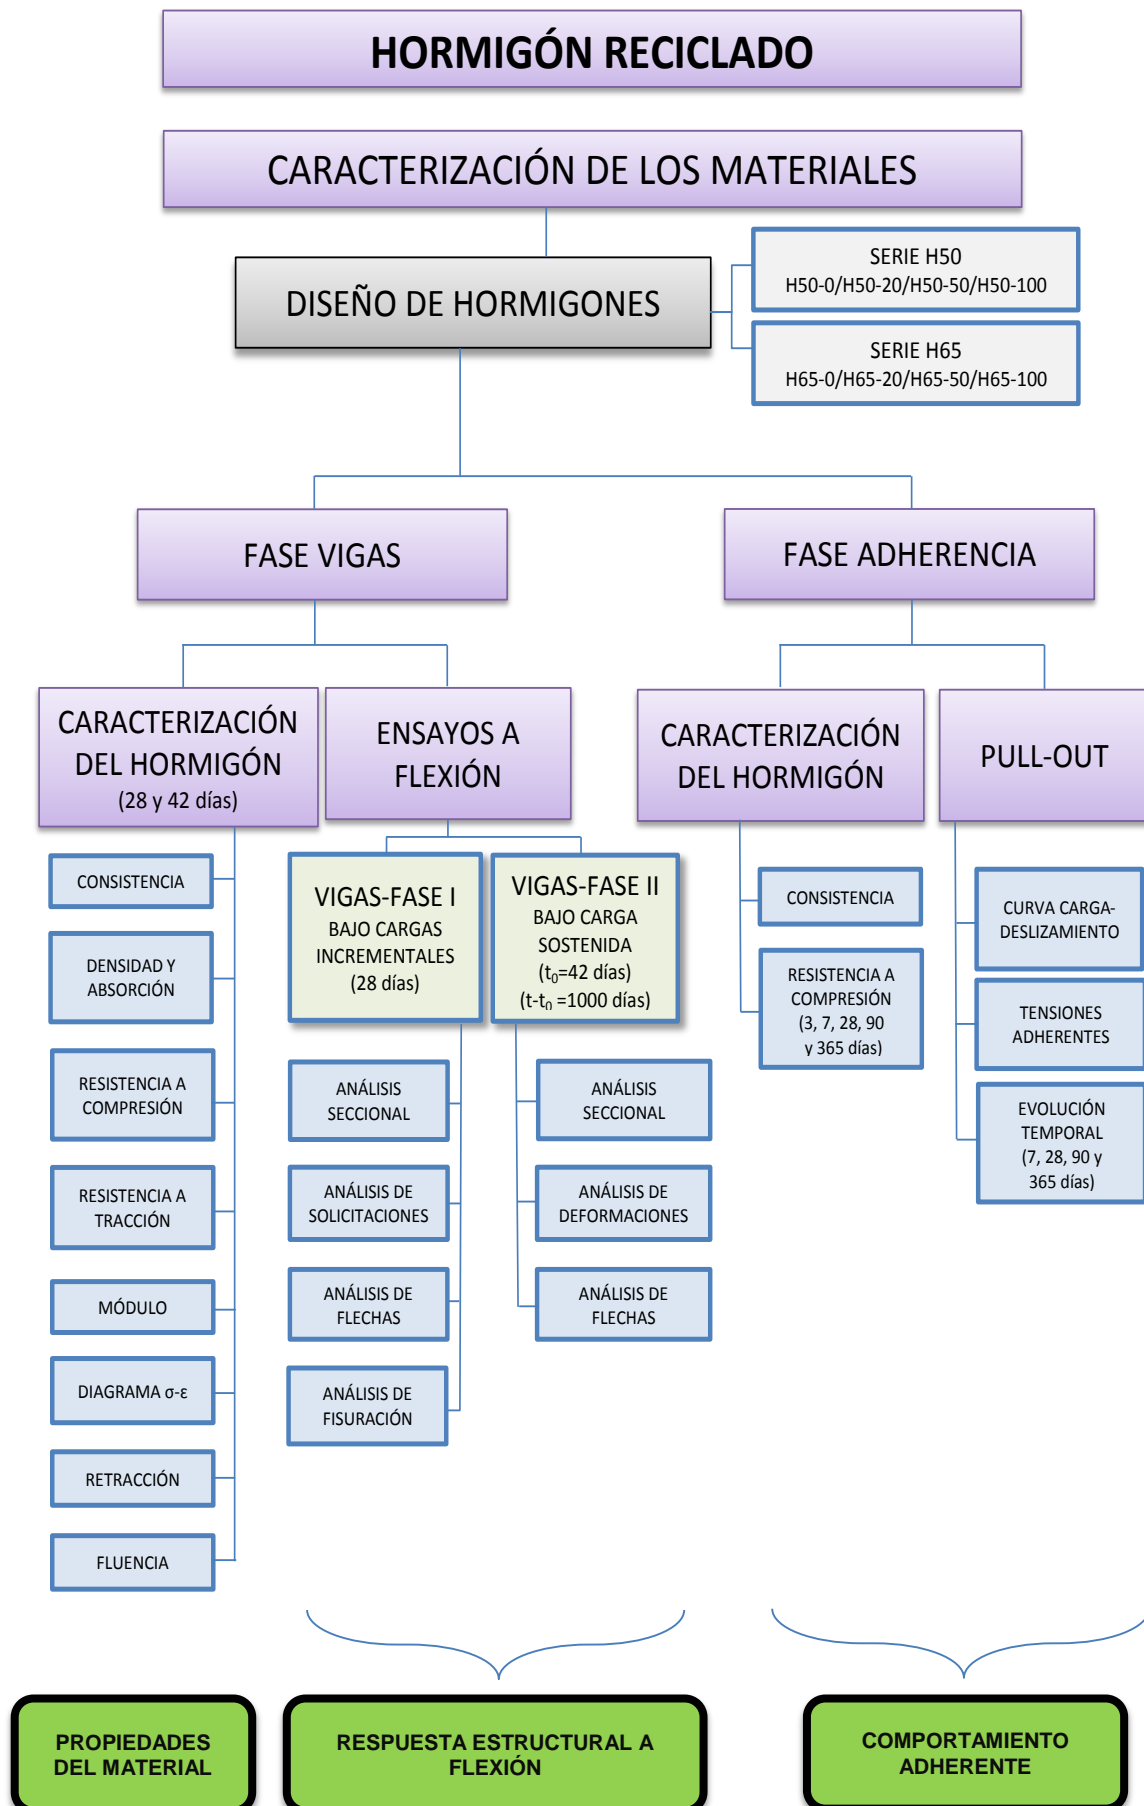 HORMIGÓN RECICLADO
CARACTERIZACIÓN DE LOS MATERIALES
DISEÑO DE HORMIGONES
SERIE H50
H50-0/H50-20/H50-50/H50-100
SERIE H65
H65-0/H65-20/H65-50/H65-100
FASE VIGAS
FASE ADHERENCIA
CARACTERIZACIÓN
DEL HORMIGÓN
(28 y 42 días)
ENSAYOS A
FLEXIÓN
CARACTERIZACIÓN
DEL HORMIGÓN
PULL-OUT
CONSISTENCIA
DENSIDAD Y
ABSORCIÓN
RESISTENCIA A
COMPRESIÓN
RESISTENCIA A
TRACCIÓN
MÓDULO
DIAGRAMA σ-ε
RETRACCIÓN
FLUENCIA
VIGAS-FASE I
BAJO CARGAS
INCREMENTALES
(28 días)
ANÁLISIS
SECCIONAL
ANÁLISIS DE
SOLICITACIONES
ANÁLISIS DE
FLECHAS
ANÁLISIS DE
FISURACIÓN
VIGAS-FASE II
BAJO CARGA
SOSTENIDA
(t₀=42 días)
(t-t₀ =1000 días)
ANÁLISIS
SECCIONAL
ANÁLISIS DE
DEFORMACIONES
ANÁLISIS DE
FLECHAS
CONSISTENCIA
RESISTENCIA A
COMPRESIÓN
(3, 7, 28, 90
y 365 días)
CURVA CARGA-
DESLIZAMIENTO
TENSIONES
ADHERENTES
EVOLUCIÓN
TEMPORAL
(7, 28, 90 y
365 días)
PROPIEDADES
DEL MATERIAL
RESPUESTA ESTRUCTURAL A
FLEXIÓN
COMPORTAMIENTO
ADHERENTE